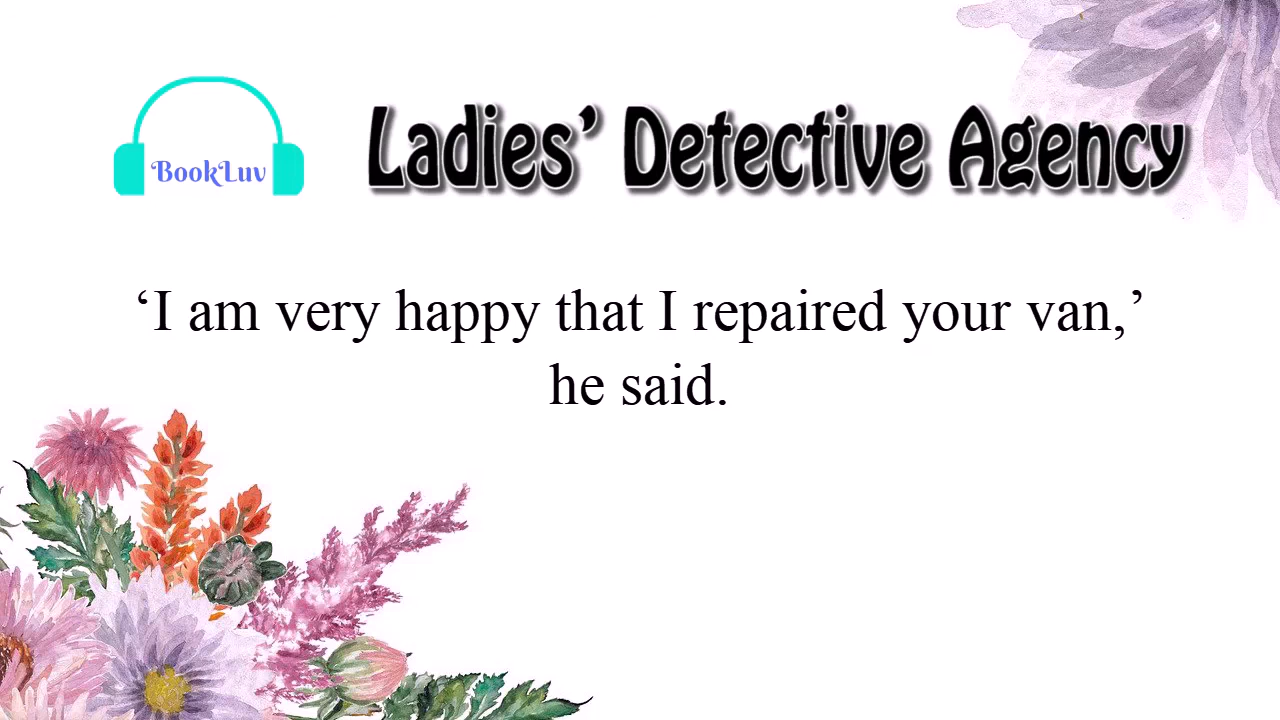 BookLuv
Ladies’ Detective Agency
‘I am very happy that I repaired your van,’
he said.